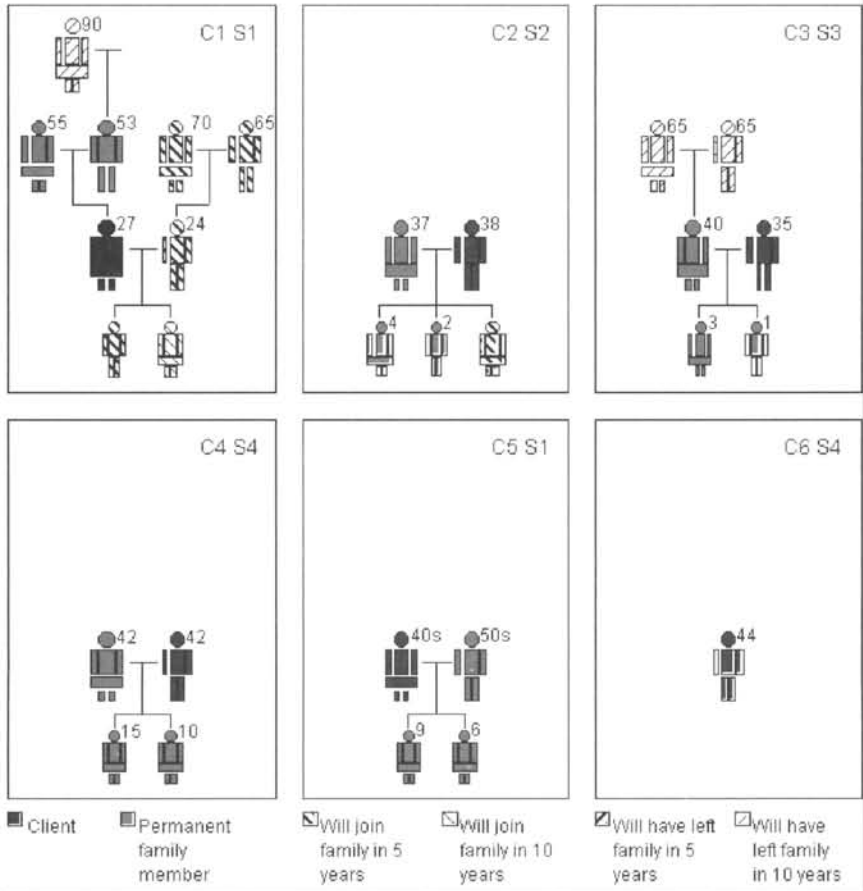 C1 S1
90
55 53 70 65
27 24
C2 S2
37 38
4 2
C3 S3
65 65
40 35
3 1
C4 S4
42 42
15 10
C5 S1
40s 50s
9 6
C6 S4
44
Client
Permanent
family
member
Will join
family in 5
years
Will join
family in 10
years
Will have left
family in 5
years
Will have
left family
in 10 years